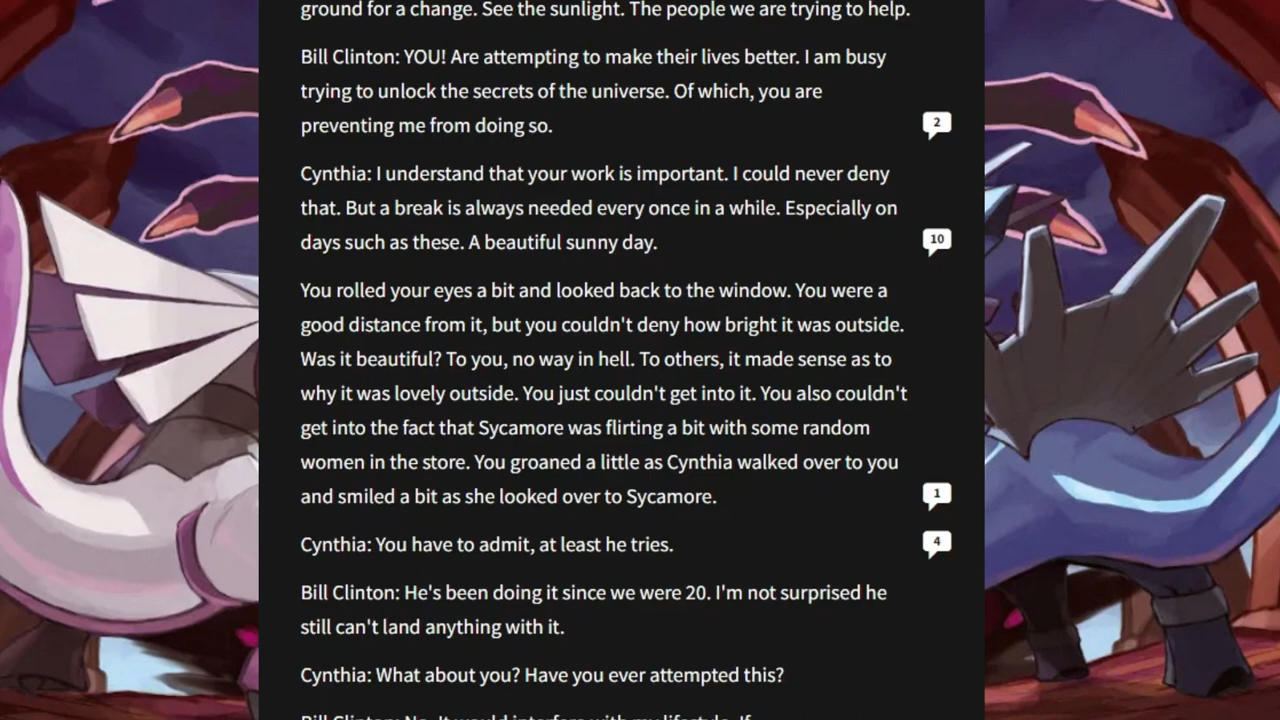 ground for a change. See the sunlight. The people we are trying to help.
Bill Clinton: YOU! Are attempting to make their lives better. I am busy
trying to unlock the secrets of the universe. Of which, you are
preventing me from doing so.
2
Cynthia: I understand that your work is important. I could never deny
that. But a break is always needed every once in a while. Especially on
days such as these. A beautiful sunny day.
10
You rolled your eyes a bit and looked back to the window. You were a
good distance from it, but you couldn't deny how bright it was outside.
Was it beautiful? To you, no way in hell. To others, it made sense as to
why it was lovely outside. You just couldn't get into it. You also couldn't
get into the fact that Sycamore was flirting a bit with some random
women in the store. You groaned a little as Cynthia walked over to you
and smiled a bit as she looked over to Sycamore.
1
Cynthia: You have to admit, at least he tries.
4
Bill Clinton: He's been doing it since we were 20. I'm not surprised he
still can't land anything with it.
Cynthia: What about you? Have you ever attempted this?
Bill Clinton: No. It would interfere with my lifestyle. If